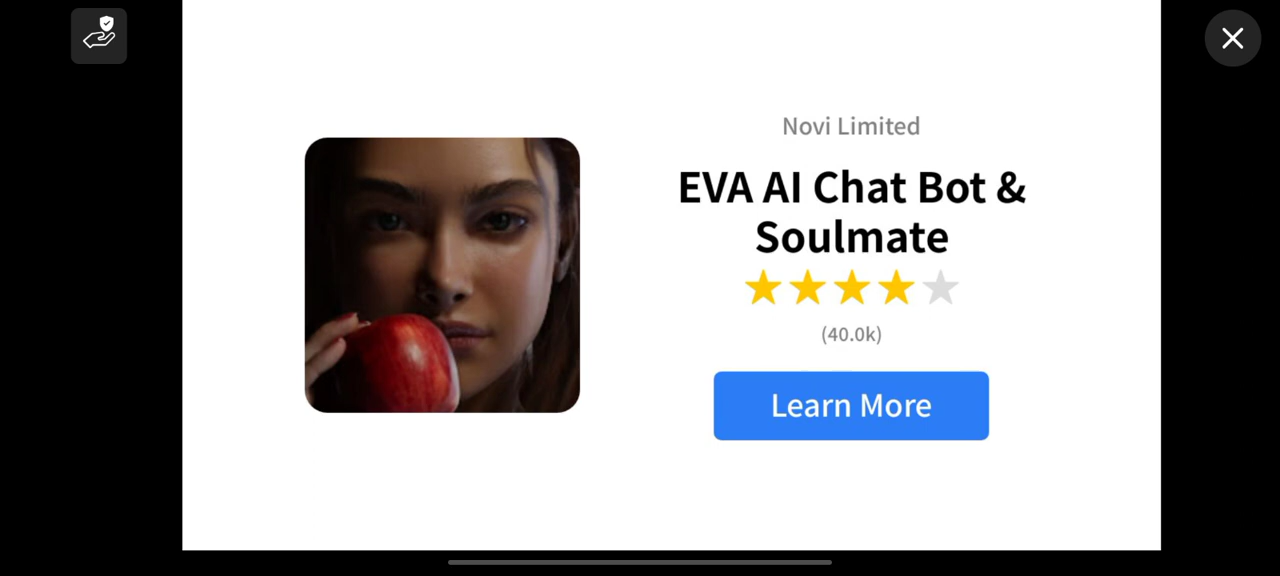 Novi Limited
EVA AI Chat Bot &
Soulmate
(40.0k)
Learn More